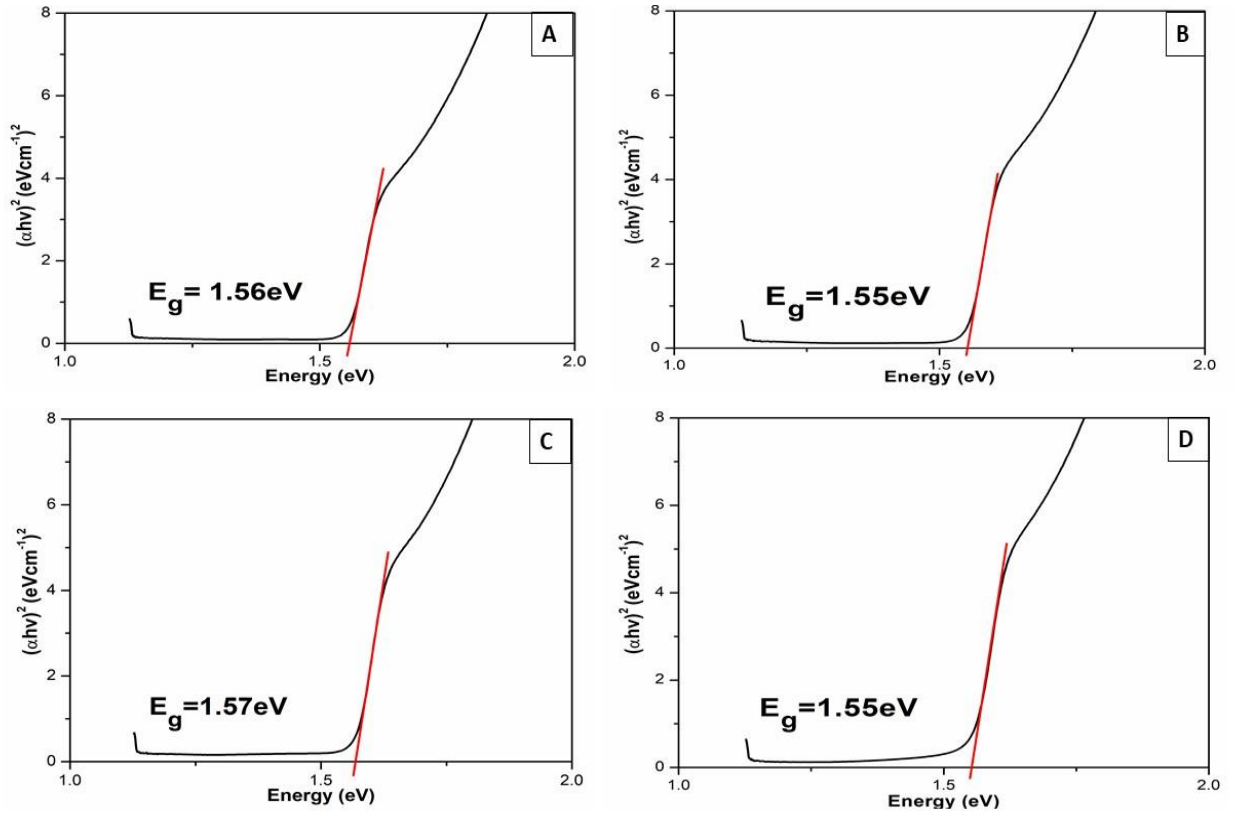 A
8
6
4
2
0
(αhν)² (eVcm⁻¹)²
E_g= 1.56eV
1.0
1.5
2.0
Energy (eV)
B
8
6
4
2
0
(αhν)² (eVcm⁻¹)²
E_g=1.55eV
1.0
1.5
2.0
Energy (eV)
C
8
6
4
2
0
(αhν)² (eVcm⁻¹)²
E_g=1.57eV
1.0
1.5
2.0
Energy (eV)
D
8
6
4
2
0
(αhν)² (eVcm⁻¹)²
E_g=1.55eV
1.0
1.5
2.0
Energy (eV)